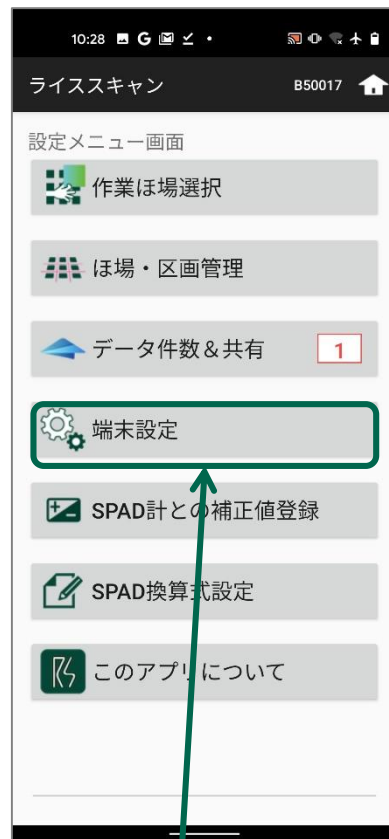 10:28 G
ライススキャン B50017
設定メニュー画面
作業ほ場選択
ほ場・区画管理
データ件数&共有 1
端末設定
SPAD計との補正値登録
SPAD換算式設定
このアプリについて